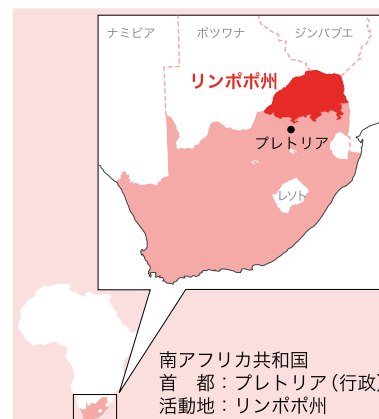 ナミビア
ボツワナ
ジンバブエ
リンポポ州
プレトリア
レソト
南アフリカ共和国
首　都：プレトリア（行政）
活動地：リンポポ州